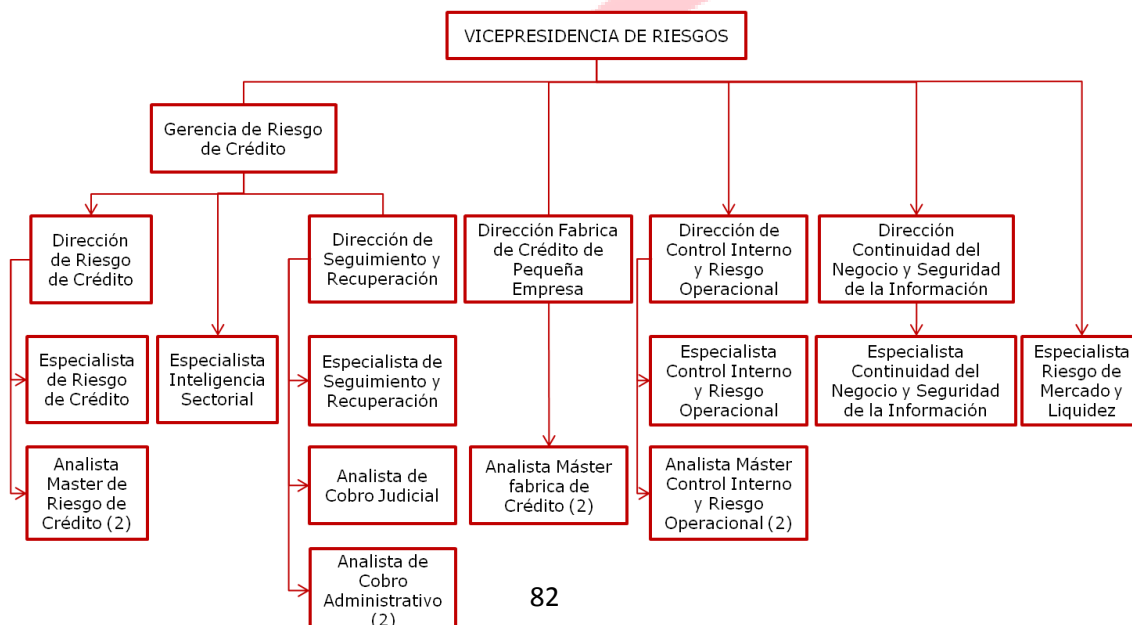 VICEPRESIDENCIA DE RIESGOS
Gerencia de Riesgo
de Crédito
Dirección
de Riesgo
de Crédito
Dirección de
Seguimiento y
Recuperación
Dirección Fabrica
de Crédito de
Pequeña
Empresa
Dirección de
Control Interno
y Riesgo
Operacional
Dirección
Continuidad del
Negocio y Seguridad
de la Información
Especialista
de Riesgo
de Crédito
Especialista
Inteligencia
Sectorial
Especialista de
Seguimiento y
Recuperación
Especialista
Control Interno
y Riesgo
Operacional
Especialista
Continuidad del
Negocio y Seguridad
de la Información
Especialista
Riesgo de
Mercado y
Liquidez
Analista
Master de
Riesgo de
Crédito (2)
Analista de
Cobro Judicial
Analista Máster
fabrica de
Crédito (2)
Analista Máster
Control Interno
y Riesgo
Operacional (2)
Analista de
Cobro
Administrativo
(2)
82